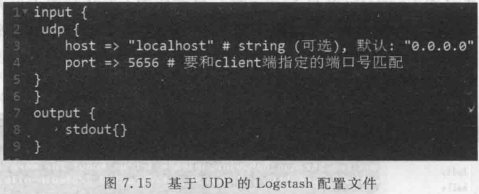 1 input {
2 udp {
3 host => "localhost" # string (可选), 默认: "0.0.0.0"
4 port => 5656 # 要和client端指定的端口号匹配
5 }
6 }
7 output {
8 stdout{}
9 }
图 7.15 基于 UDP 的 Logstash 配置文件